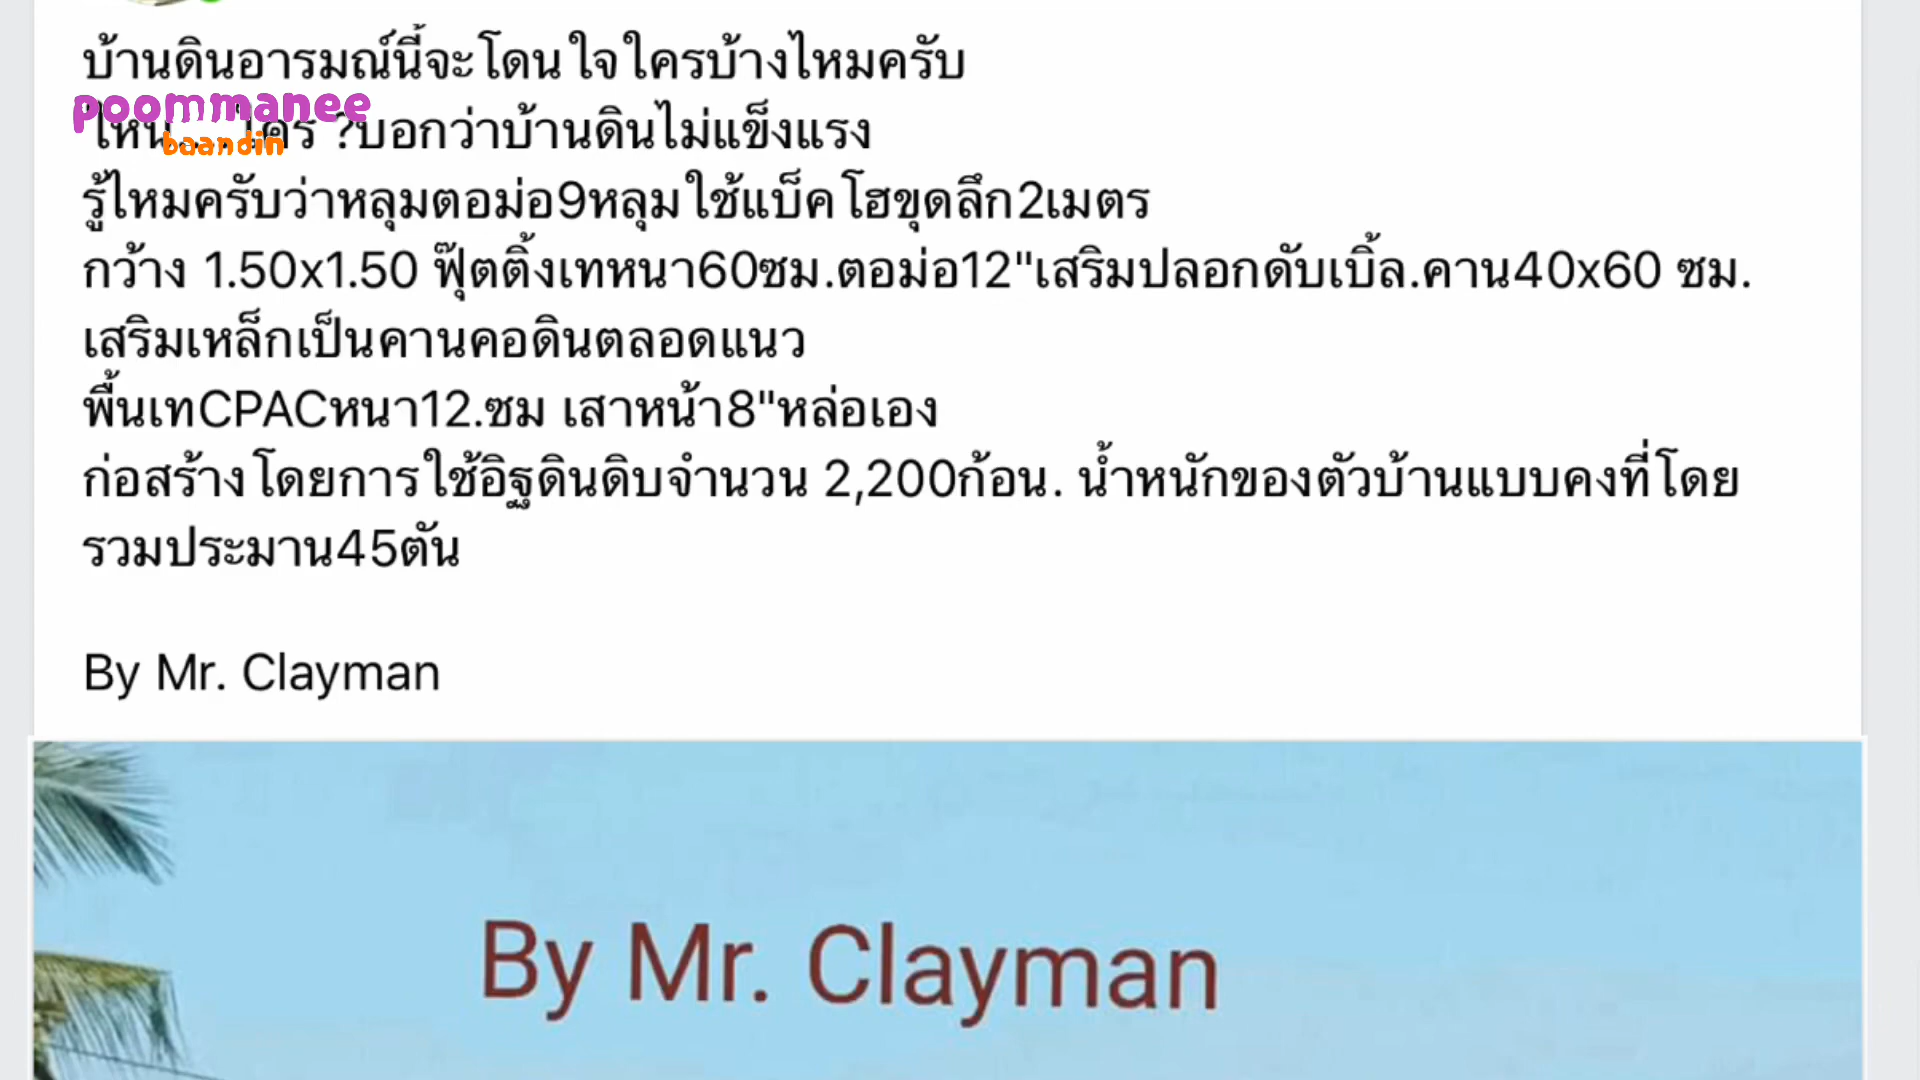 บ้านดินอารมณ์นี้จะโดนใจใครบ้างไหมครับ
poommanee
ไหน ใคร ?บอกว่าบ้านดินไม่แข็งแรง
baandin
รู้ไหมครับว่าหลุมตอม่อ9หลุมใช้แบ็คโฮขุดลึก2เมตร
กว้าง 1.50x1.50 ฟุ๊ตติ้งเทหนา60ซม.ตอม่อ12"เสริมปลอกดับเบิ้ล.คาน40x60 ซม.
เสริมเหล็กเป็นคานคอดินตลอดแนว
พื้นเทCPACหนา12.ซม เสาหน้า8"หล่อเอง
ก่อสร้างโดยการใช้อิฐดินดิบจำนวน 2,200ก้อน. น้ำหนักของตัวบ้านแบบคงที่โดย
รวมประมาน45ตัน
By Mr. Clayman
By Mr. Clayman